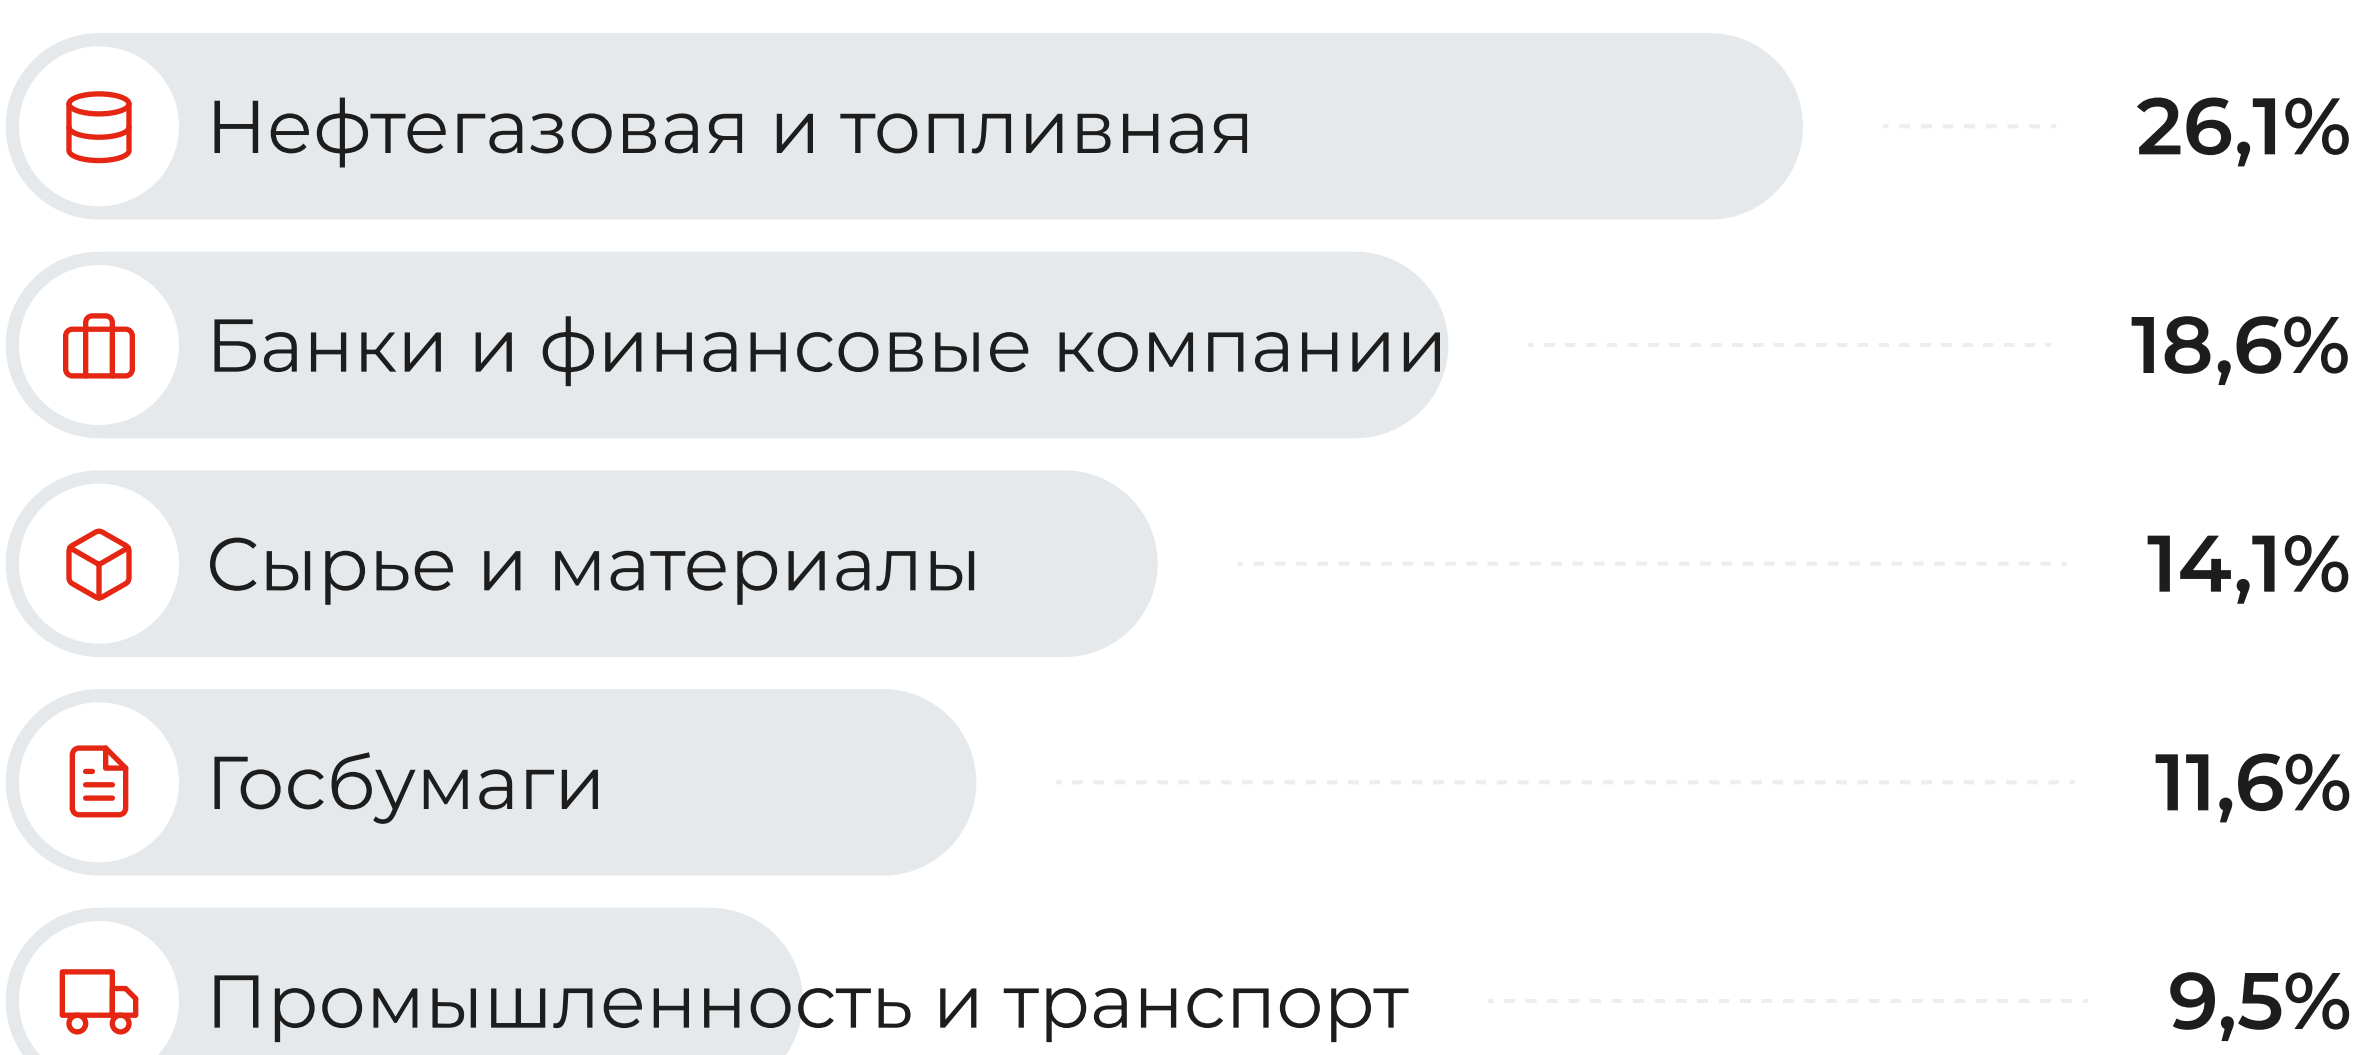 Нефтегазовая и топливная 26,1%
Банки и финансовые компании 18,6%
Сырье и материалы 14,1%
Госбумаги 11,6%
Промышленность и транспорт 9,5%